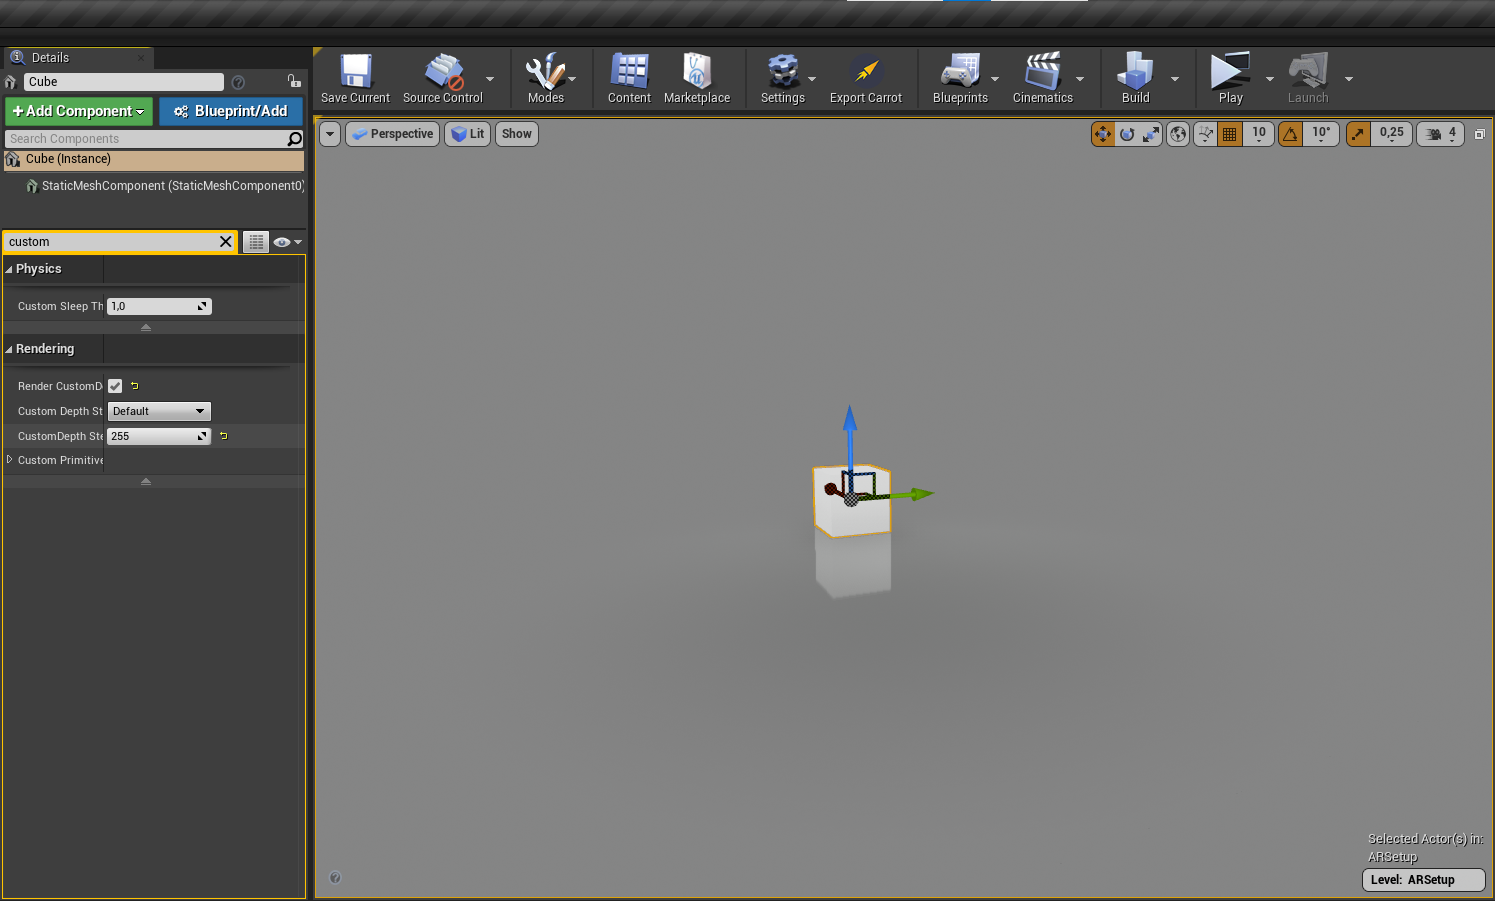 Details
Cube
Add Component
Blueprint/Add
Search Components
Cube (Instance)
StaticMeshComponent (StaticMeshComponent0)
custom
Physics
Custom Sleep Th
1,0
Rendering
Render CustomD
Custom Depth St
Default
CustomDepth Ste
255
Custom Primitive
Save Current
Source Control
Modes
Content
Marketplace
Settings
Export Carrot
Blueprints
Cinematics
Build
Play
Launch
Perspective
Lit
Show
10
10°
0,25
4
Selected Actor(s) in:
ARSetup
Level: ARSetup